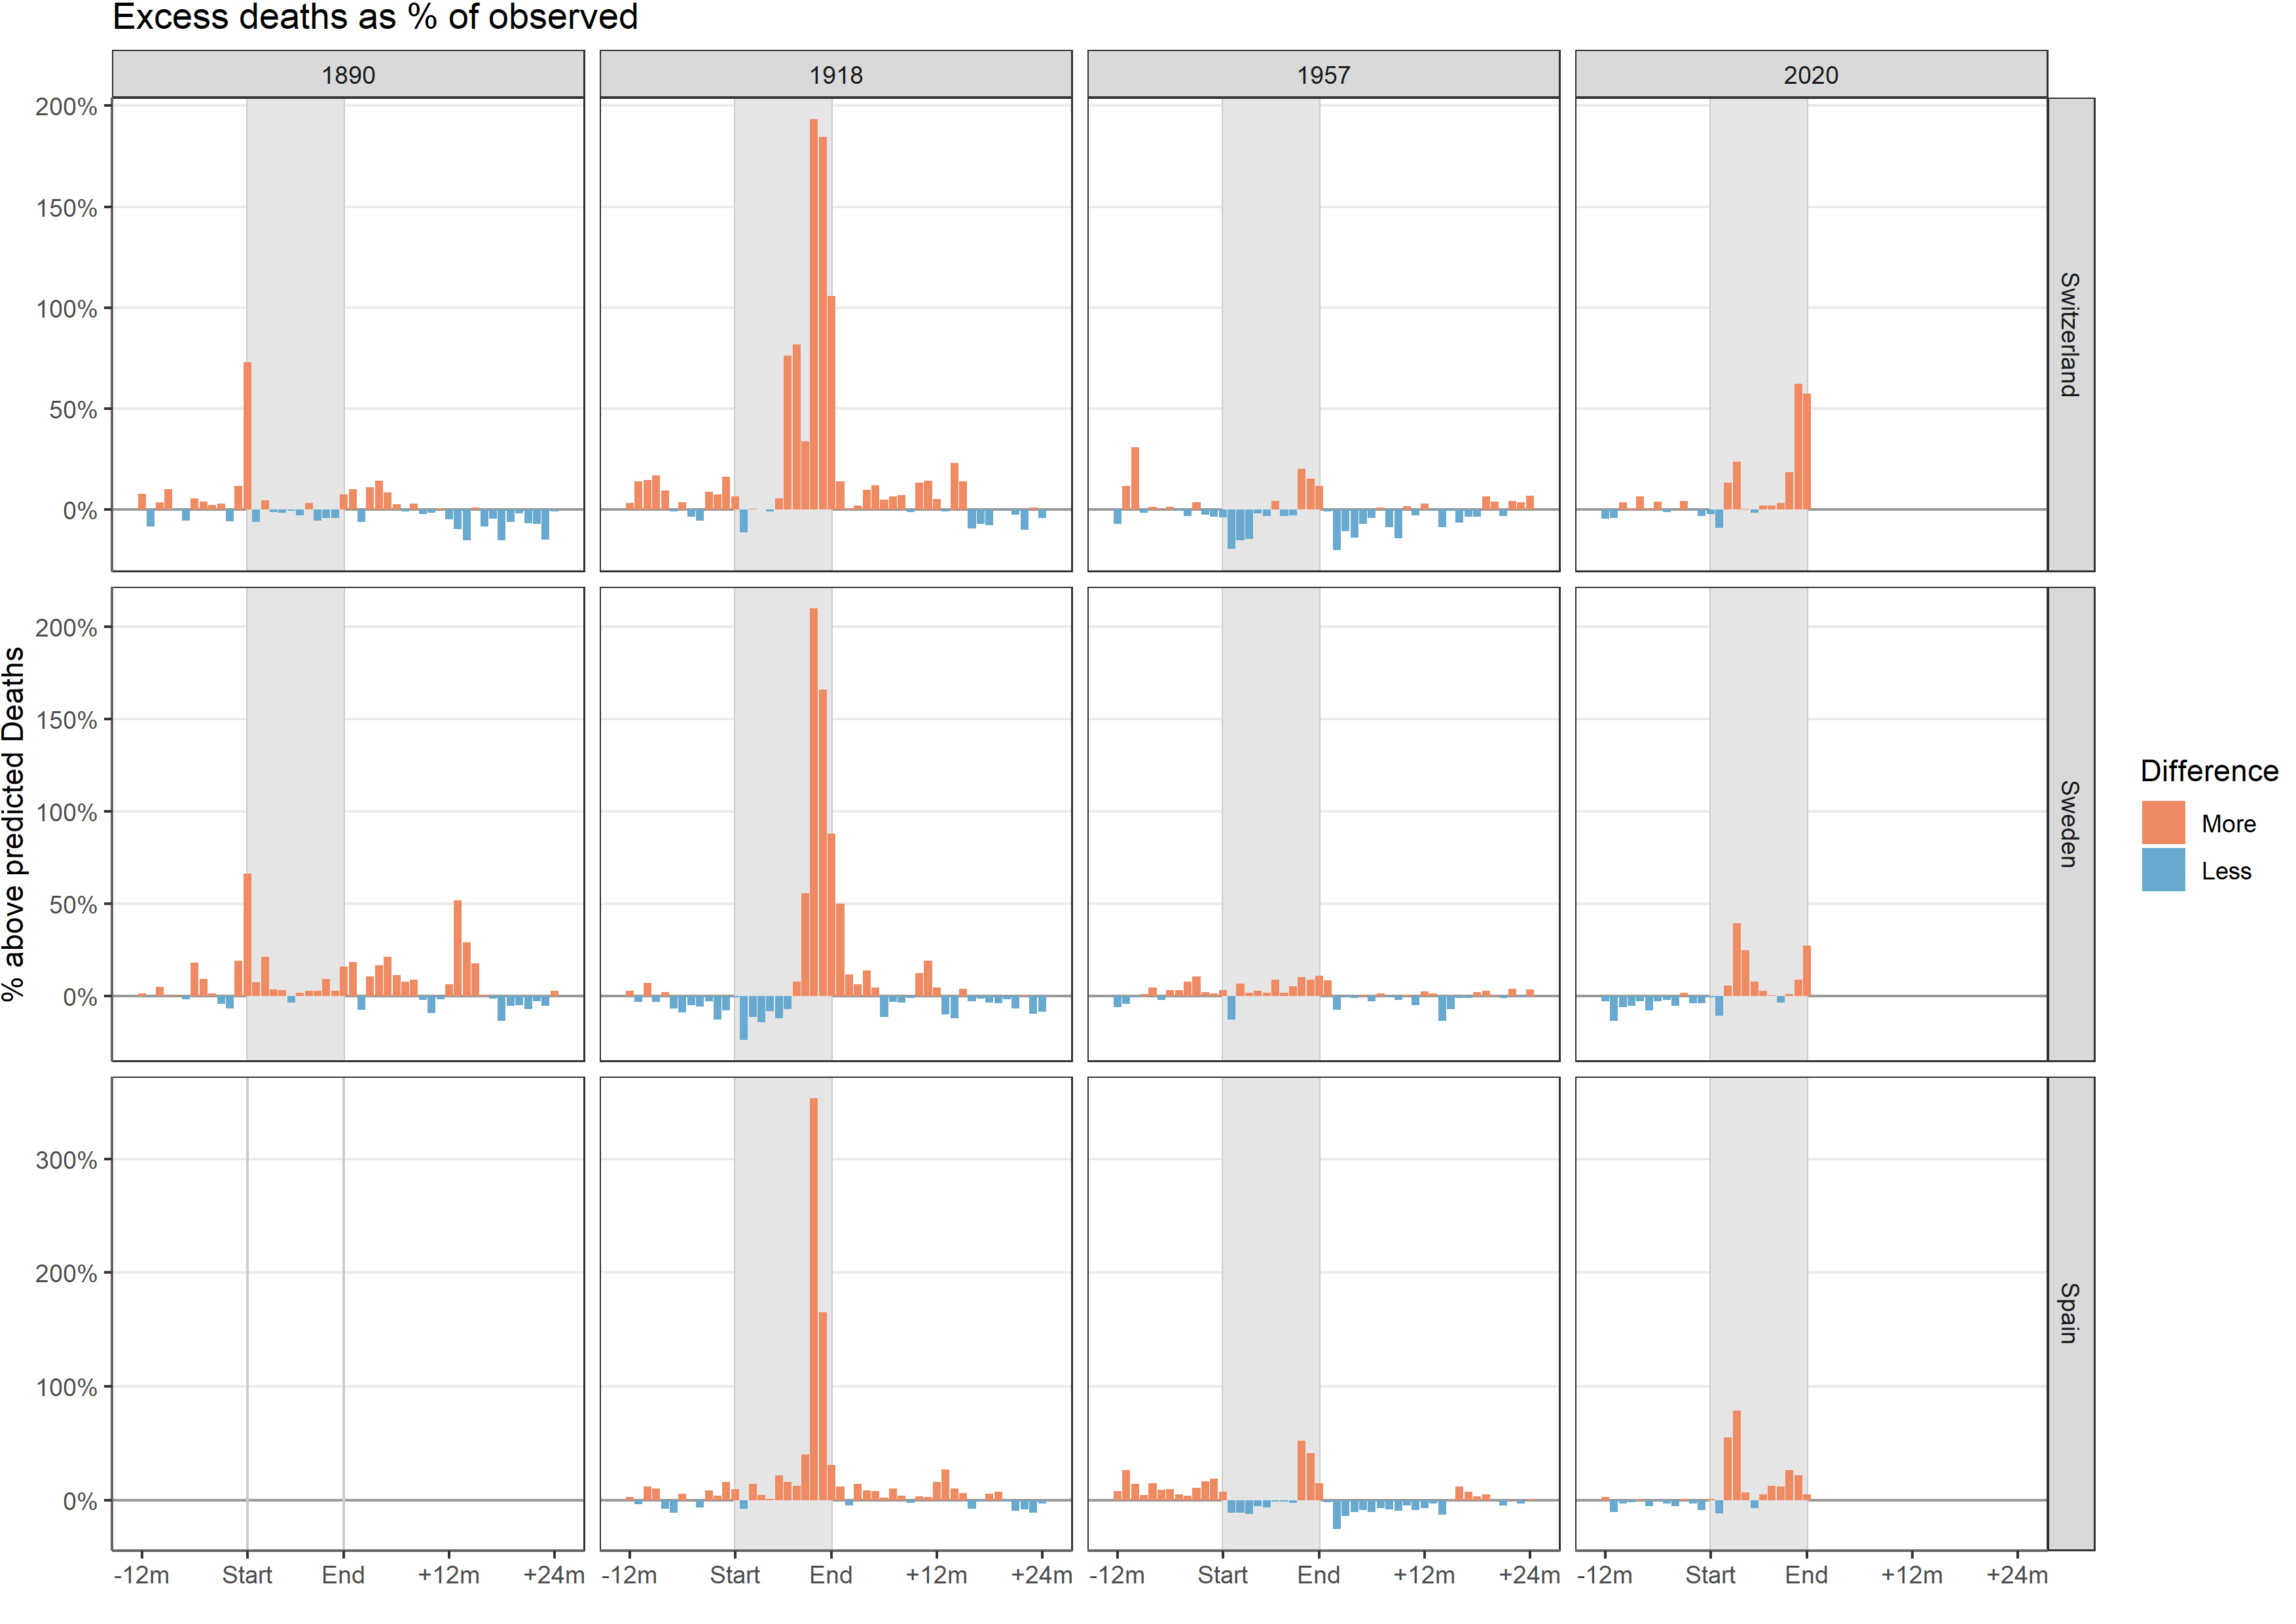 Excess deaths as % of observed
1890 1918 1957 2020
200%
150%
100%
50%
0%
Switzerland
% above predicted Deaths
200%
150%
100%
50%
0%
Sweden
Difference
More
Less
300%
200%
100%
0%
Spain
-12m Start End +12m +24m -12m Start End +12m +24m -12m Start End +12m +24m -12m Start End +12m +24m